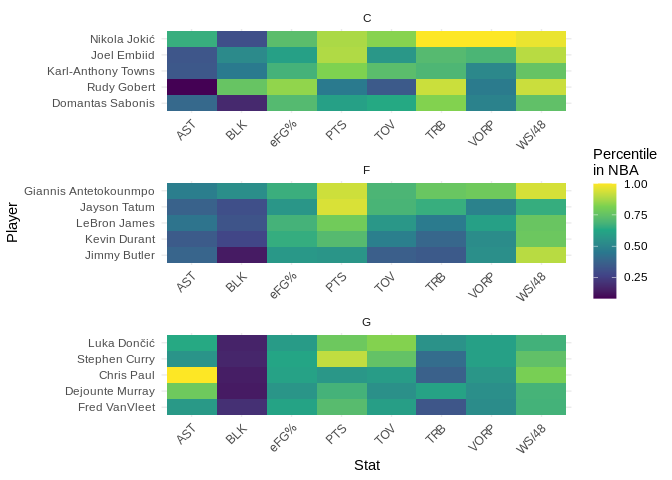 C
Nikola Jokić
Joel Embiid
Karl-Anthony Towns
Rudy Gobert
Domantas Sabonis
AST BLK eFG% PTS TOV TRB VORP WS/48
F
Giannis Antetokounmpo
Jayson Tatum
LeBron James
Kevin Durant
Jimmy Butler
AST BLK eFG% PTS TOV TRB VORP WS/48
G
Luka Dončić
Stephen Curry
Chris Paul
Dejounte Murray
Fred VanVleet
AST BLK eFG% PTS TOV TRB VORP WS/48
Stat
Player
Percentile
in NBA
1.00
0.75
0.50
0.25